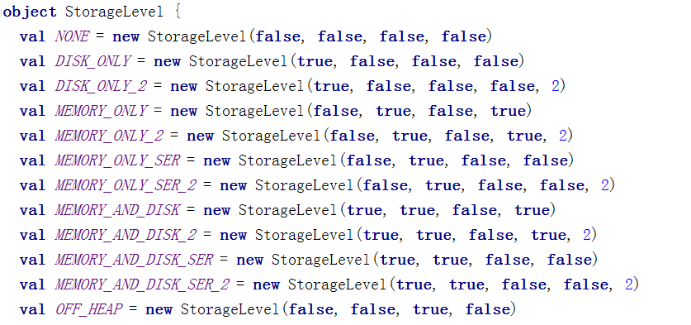 object StorageLevel {
val NONE = new StorageLevel(false, false, false, false)
val DISK_ONLY = new StorageLevel(true, false, false, false)
val DISK_ONLY_2 = new StorageLevel(true, false, false, false, 2)
val MEMORY_ONLY = new StorageLevel(false, true, false, true)
val MEMORY_ONLY_2 = new StorageLevel(false, true, false, true, 2)
val MEMORY_ONLY_SER = new StorageLevel(false, true, false, false)
val MEMORY_ONLY_SER_2 = new StorageLevel(false, true, false, false, 2)
val MEMORY_AND_DISK = new StorageLevel(true, true, false, true)
val MEMORY_AND_DISK_2 = new StorageLevel(true, true, false, true, 2)
val MEMORY_AND_DISK_SER = new StorageLevel(true, true, false, false)
val MEMORY_AND_DISK_SER_2 = new StorageLevel(true, true, false, false, 2)
val OFF_HEAP = new StorageLevel(false, false, true, false)